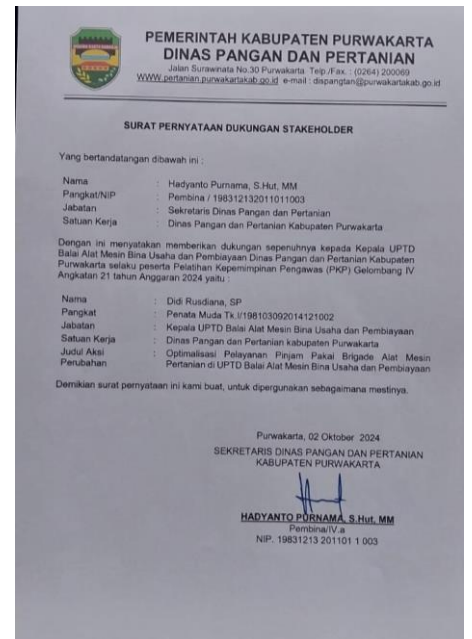 PEMERINTAH KABUPATEN PURWAKARTA
DINAS PANGAN DAN PERTANIAN
Jalan Surawinata No.30 Purwakarta Telp./Fax. : (0264) 200069
WWW.pertanian.purwakartakab.go.id e-mail : dispangtan@purwakartakab.go.id
SURAT PERNYATAAN DUKUNGAN STAKEHOLDER
Yang bertandatangan dibawah ini :
Nama : Hadyanto Purnama, S.Hut, MM
Pangkat/NIP : Pembina / 198312132011011003
Jabatan : Sekretaris Dinas Pangan dan Pertanian
Satuan Kerja : Dinas Pangan dan Pertanian Kabupaten Purwakarta
Dengan ini menyatakan memberikan dukungan sepenuhnya kepada Kepala UPTD
Balai Alat Mesin Bina Usaha dan Pembiayaan Dinas Pangan dan Pertanian Kabupaten
Purwakarta selaku peserta Pelatihan Kepemimpinan Pengawas (PKP) Gelombang IV
Angkatan 21 tahun Anggaran 2024 yaitu :
Nama : Didi Rusdiana, SP
Pangkat : Penata Muda Tk.I/198103092014121002
Jabatan : Kepala UPTD Balai Alat Mesin Bina Usaha dan Pembiayaan
Satuan Kerja : Dinas Pangan dan Pertanian kabupaten Purwakarta
Judul Aksi : Optimalisasi Pelayanan Pinjam Pakai Brigade Alat Mesin
Perubahan Pertanian di UPTD Balai Alat Mesin Bina Usaha dan Pembiayaan
Demikian surat pernyataan ini kami buat, untuk dipergunakan sebagaimana mestinya.
Purwakarta, 02 Oktober 2024
SEKRETARIS DINAS PANGAN DAN PERTANIAN
KABUPATEN PURWAKARTA
HADYANTO PURNAMA, S.Hut, MM
Pembina/IV.a
NIP. 19831213 201101 1 003